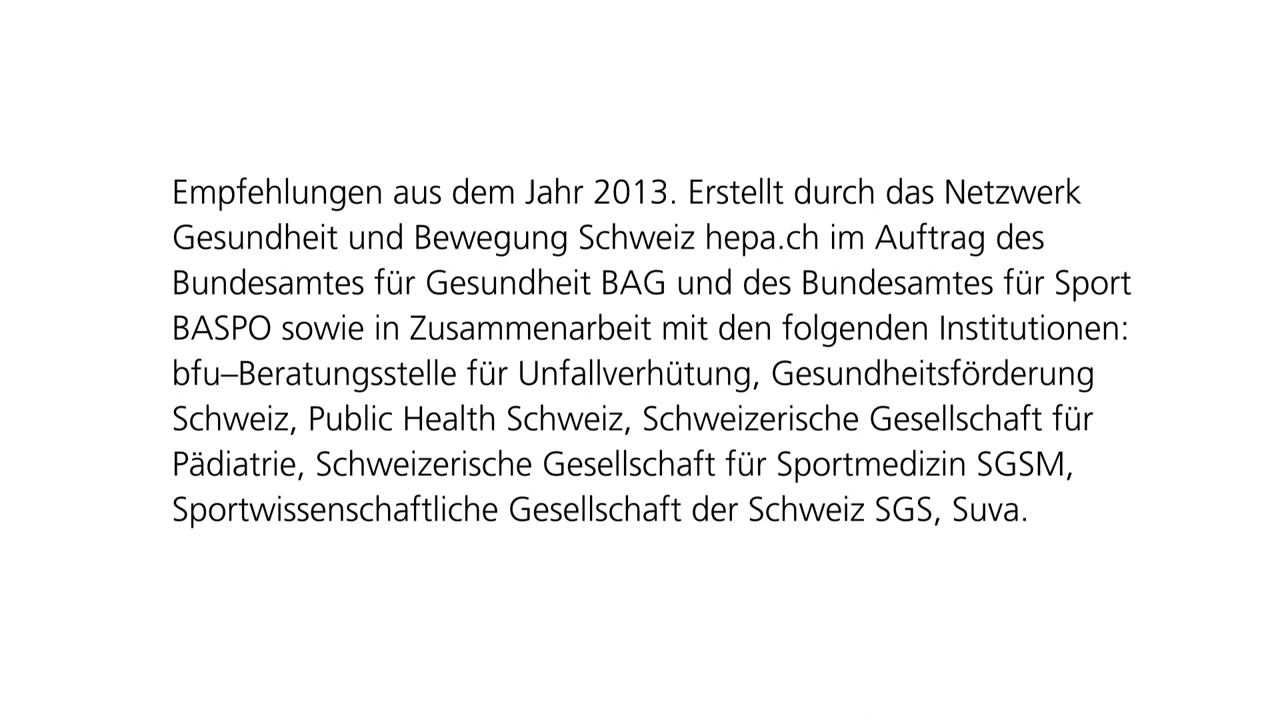 Empfehlungen aus dem Jahr 2013. Erstellt durch das Netzwerk
Gesundheit und Bewegung Schweiz hepa.ch im Auftrag des
Bundesamtes für Gesundheit BAG und des Bundesamtes für Sport
BASPO sowie in Zusammenarbeit mit den folgenden Institutionen:
bfu–Beratungsstelle für Unfallverhütung, Gesundheitsförderung
Schweiz, Public Health Schweiz, Schweizerische Gesellschaft für
Pädiatrie, Schweizerische Gesellschaft für Sportmedizin SGSM,
Sportwissenschaftliche Gesellschaft der Schweiz SGS, Suva.